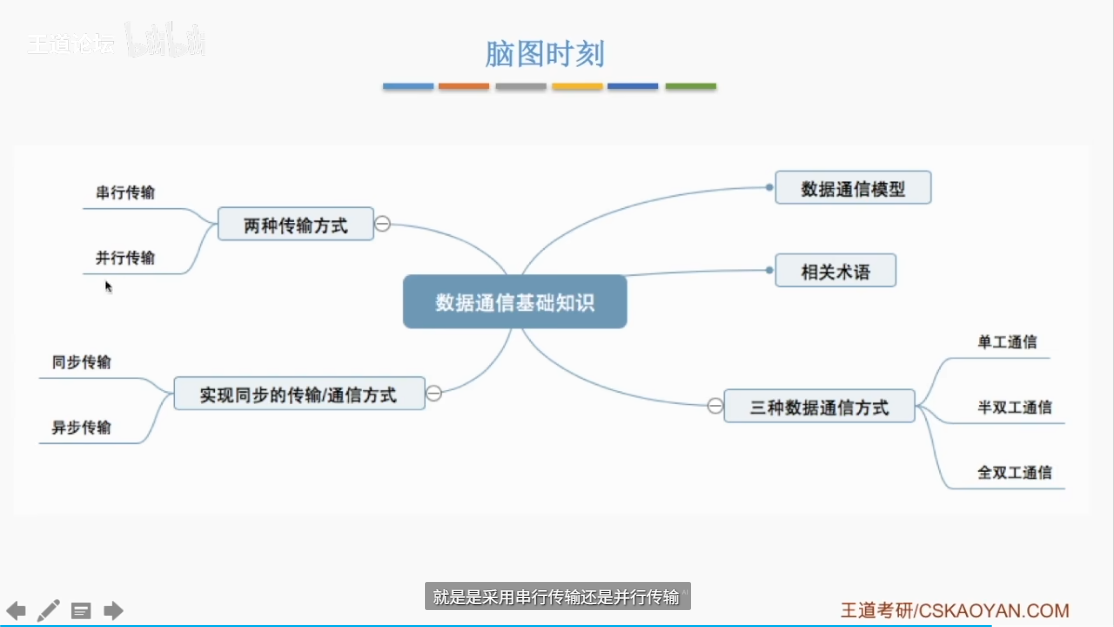 王道论坛 bilibili
脑图时刻
串行传输
并行传输
两种传输方式
数据通信模型
相关术语
数据通信基础知识
同步传输
异步传输
实现同步的传输/通信方式
三种数据通信方式
单工通信
半双工通信
全双工通信
就是是采用串行传输还是并行传输
王道考研/CSKAOYAN.COM